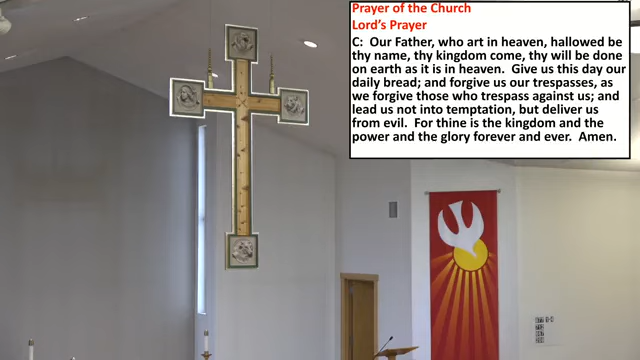 Prayer of the Church
Lord's Prayer
C: Our Father, who art in heaven, hallowed be
thy name, thy kingdom come, thy will be done
on earth as it is in heaven. Give us this day our
daily bread; and forgive us our trespasses, as
we forgive those who trespass against us; and
lead us not into temptation, but deliver us
from evil. For thine is the kingdom and the
power and the glory forever and ever. Amen.